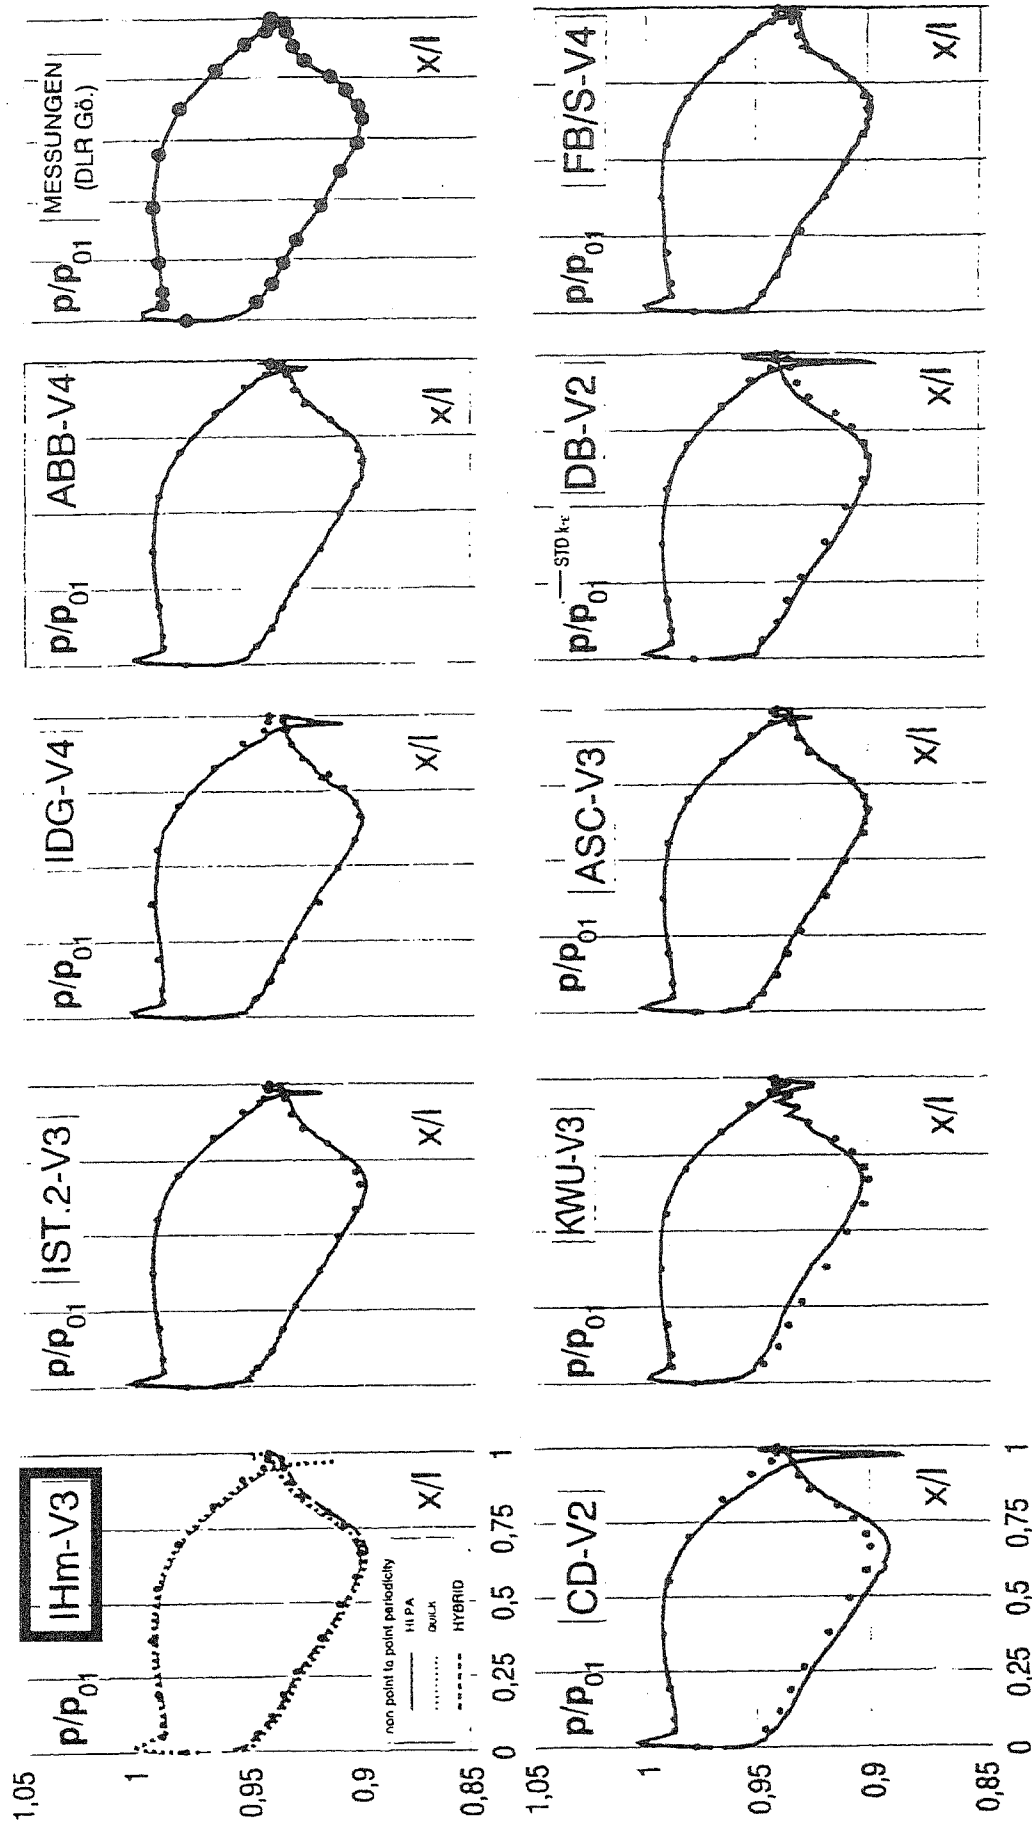 1,05
1
0,95
0,9
p/p01
IHm-V3
non point to point periodicity
HLPA
QUICK
HYBRID
x/l
0 0,25 0,5 0,75 1
p/p01
IST.2-V3
x/l
p/p01
IDG-V4
x/l
p/p01
ABB-V4
x/l
p/p01
MESSUNGEN
(DLR Gö.)
x/l
1,05
1
0,95
0,9
0,85
p/p01
CD-V2
x/l
0 0,25 0,5 0,75 1
p/p01
KWU-V3
x/l
p/p01
ASC-V3
x/l
p/p01
STD k-ε
DB-V2
x/l
p/p01
FB/S-V4
x/l